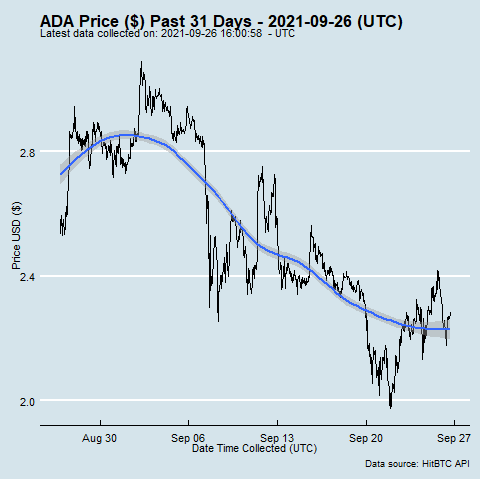 ADA Price ($) Past 31 Days - 2021-09-26 (UTC)
Latest data collected on: 2021-09-26 16:00:58 - UTC
Price USD ($)
2.8
2.4
2.0
Aug 30 Sep 06 Sep 13 Sep 20 Sep 27
Date Time Collected (UTC)
Data source: HitBTC API